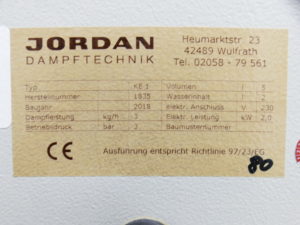 JORDAN
DAMPFTECHNIK
Heumarktstr. 23
42489 Wülfrath
Tel. 02058 - 79 561
Typ KE 1 Volumen l 5
Herstellnummer 1835 Wasserinhalt l 2
Baujahr 2018 elektr. Anschluß V 230
Dampfleistung kg/h 3 Elektr. Leistung kW 2,0
Betriebsdruck bar 3 Baumusternummer
CE Ausführung entspricht Richtlinie 97/23/EG
80